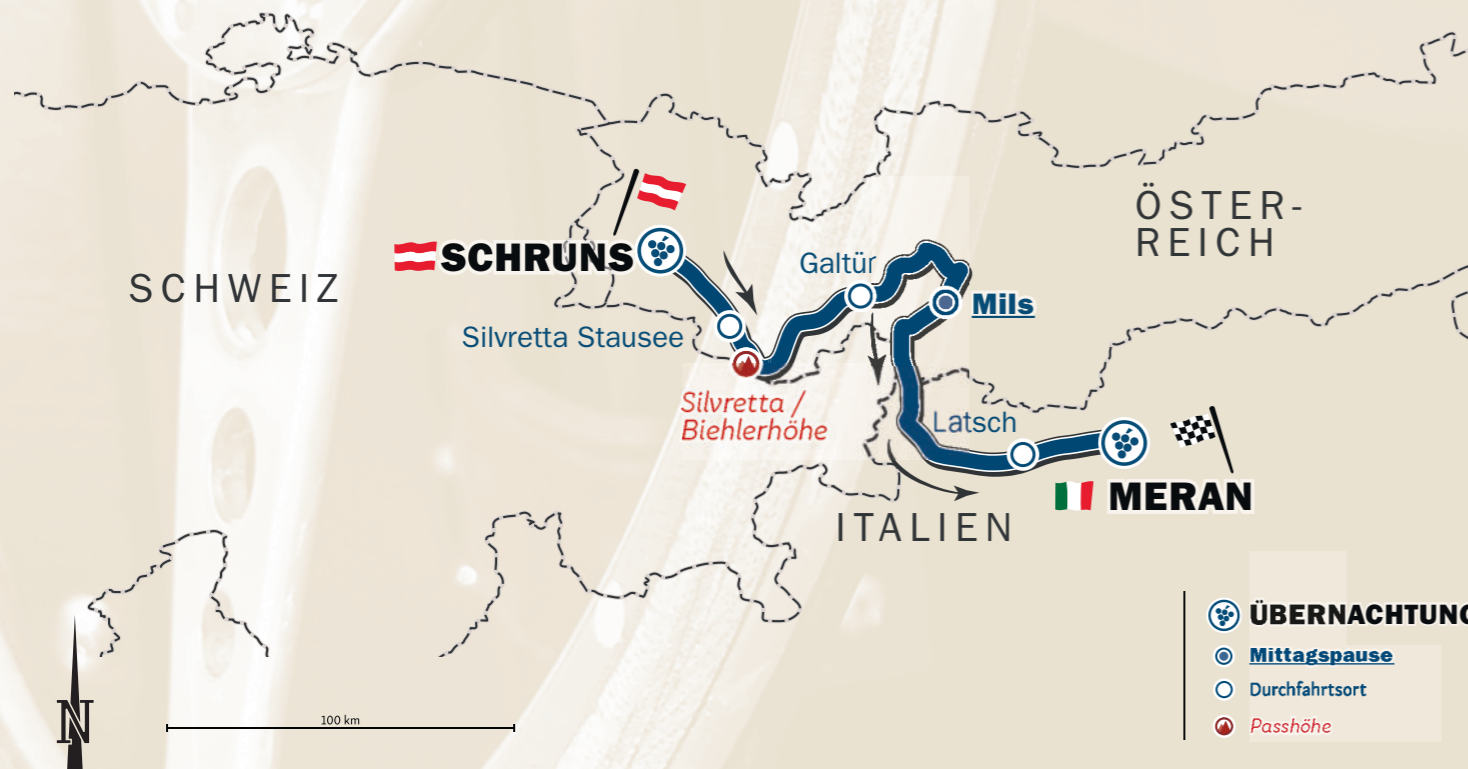 ÖSTER-
REICH
SCHWEIZ
SCHRUNS
Galtür
Mils
Silvretta Stausee
Silvretta /
Biehlerhöhe
Latsch
MERAN
ITALIEN
ÜBERNACHTUNG
Mittagspause
Durchfahrtsort
Passhöhe
N
100 km